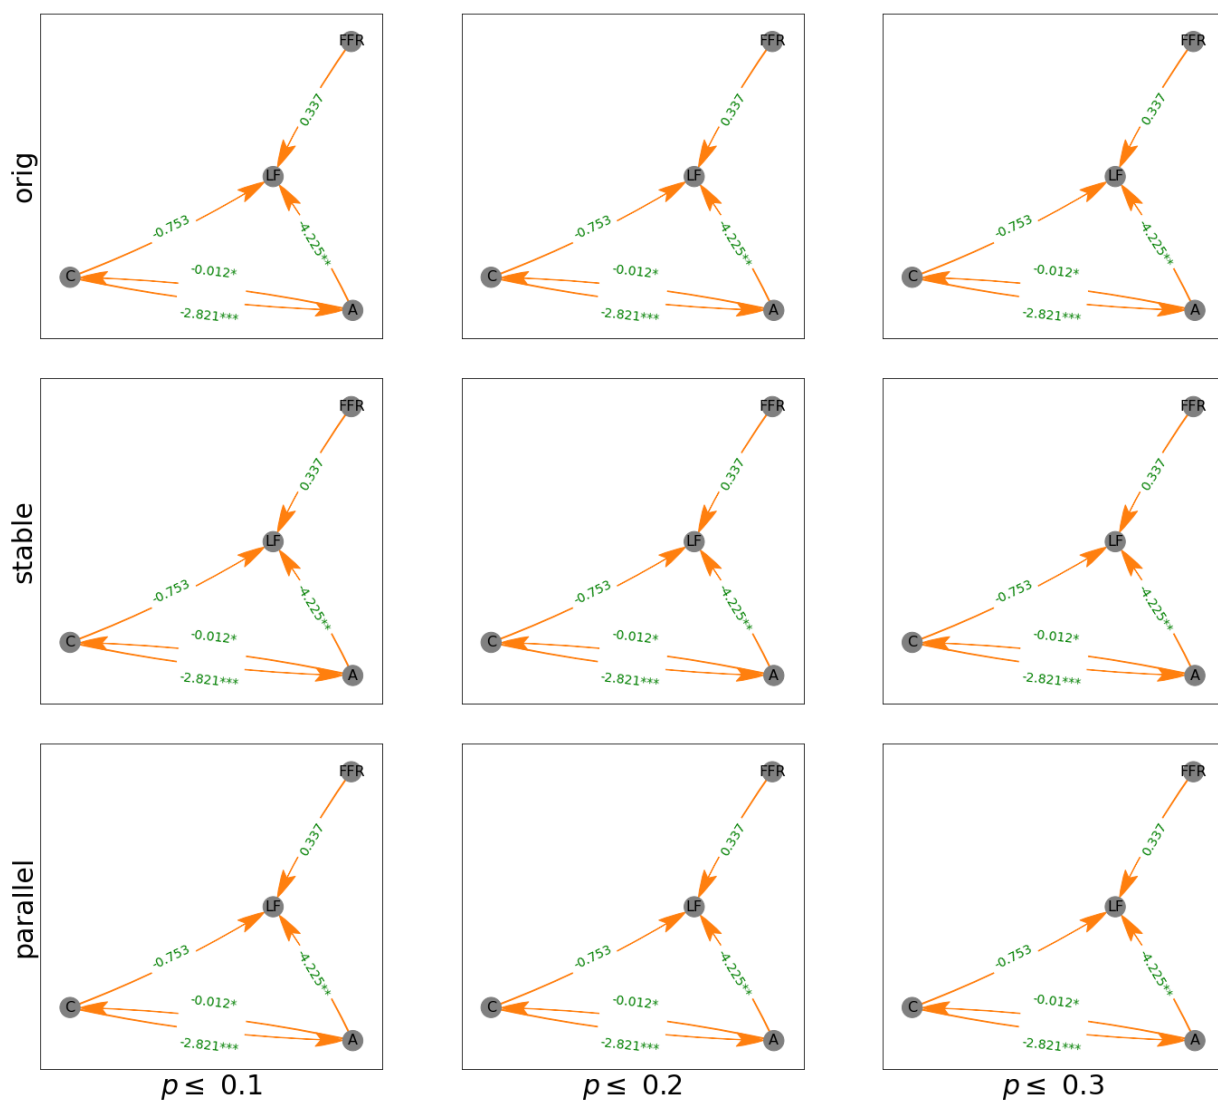 FFR FFR FFR
0.337 0.337 0.337
orig
LF LF LF
-0.753 -4.225** -0.753 -4.225** -0.753 -4.225**
C -0.012* C -0.012* C -0.012*
-2.821*** A -2.821*** A -2.821*** A
FFR FFR FFR
0.337 0.337 0.337
stable
LF LF LF
-0.753 -4.225** -0.753 -4.225** -0.753 -4.225**
C -0.012* C -0.012* C -0.012*
-2.821*** A -2.821*** A -2.821*** A
FFR FFR FFR
0.337 0.337 0.337
parallel
LF LF LF
-0.753 -4.225** -0.753 -4.225** -0.753 -4.225**
C -0.012* C -0.012* C -0.012*
-2.821*** A -2.821*** A -2.821*** A
p ≤ 0.1 p ≤ 0.2 p ≤ 0.3